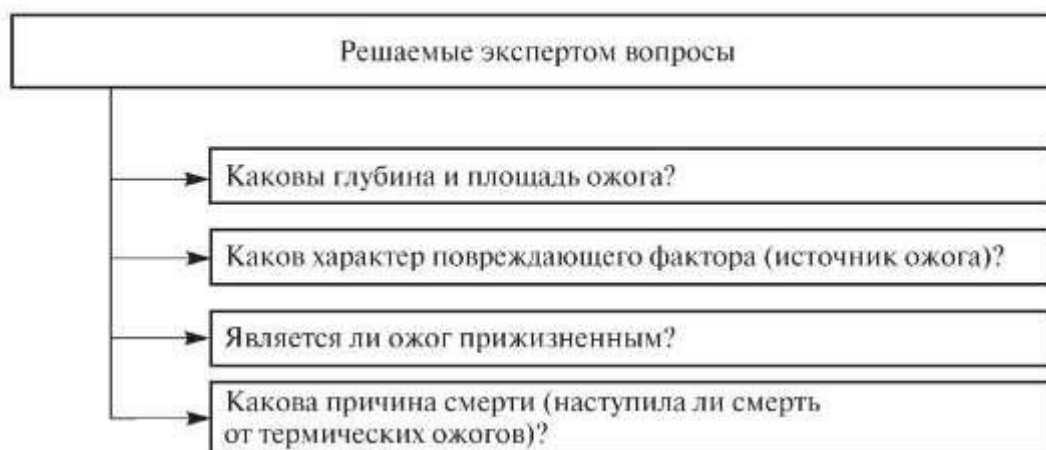 Решаемые экспертом вопросы
Каковы глубина и площадь ожога?
Каков характер повреждающего фактора (источник ожога)?
Является ли ожог прижизненным?
Какова причина смерти (наступила ли смерть
от термических ожогов)?